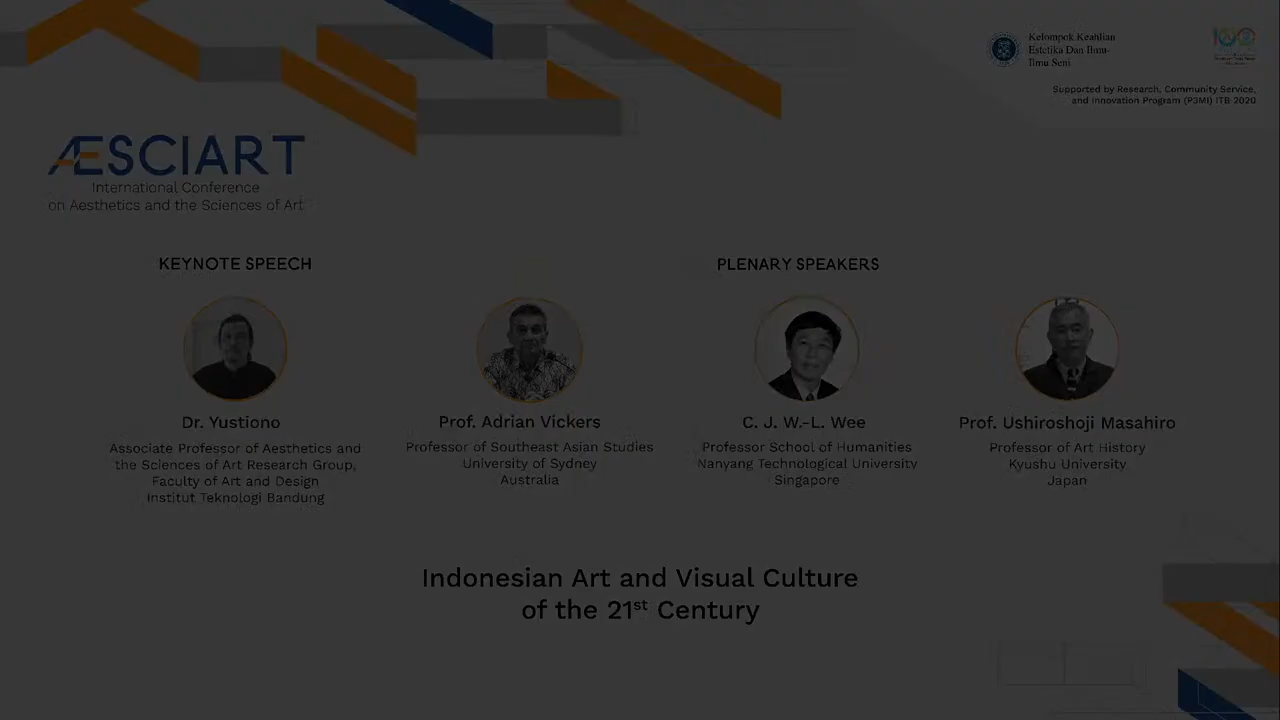 Kelompok Keahlian
Estetika Dan Ilmu-
Ilmu Seni
Supported by Research, Community Service,
and Innovation Program (P3MI) ITB 2020
ÆSCIART
International Conference
on Aesthetics and the Sciences of Art
KEYNOTE SPEECH
PLENARY SPEAKERS
Dr. Yustiono
Associate Professor of Aesthetics and
the Sciences of Art Research Group,
Faculty of Art and Design
Institut Teknologi Bandung
Prof. Adrian Vickers
Professor of Southeast Asian Studies
University of Sydney
Australia
C. J. W.-L. Wee
Professor School of Humanities
Nanyang Technological University
Singapore
Prof. Ushiroshoji Masahiro
Professor of Art History
Kyushu University
Japan
Indonesian Art and Visual Culture
of the 21st Century